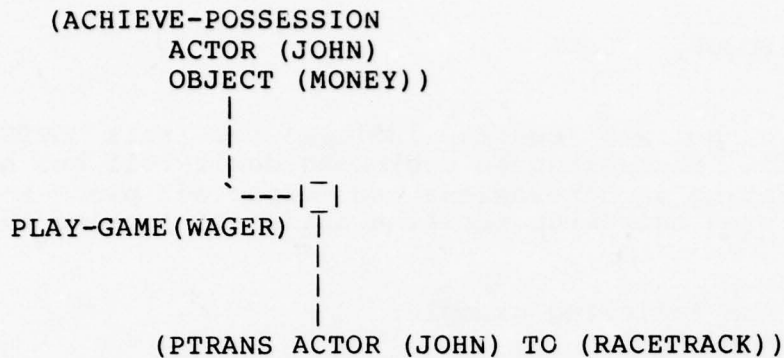 (ACHIEVE-POSSESSION
ACTOR (JOHN)
OBJECT (MONEY))
PLAY-GAME(WAGER)
(PTRANS ACTOR (JOHN) TO (RACETRACK))